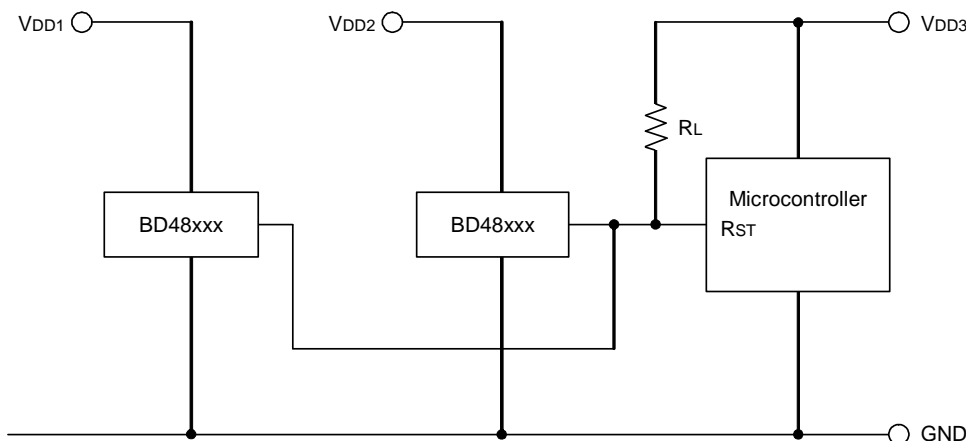 VDD1
VDD2
VDD3
RL
BD48xxx
BD48xxx
Microcontroller
RST
GND